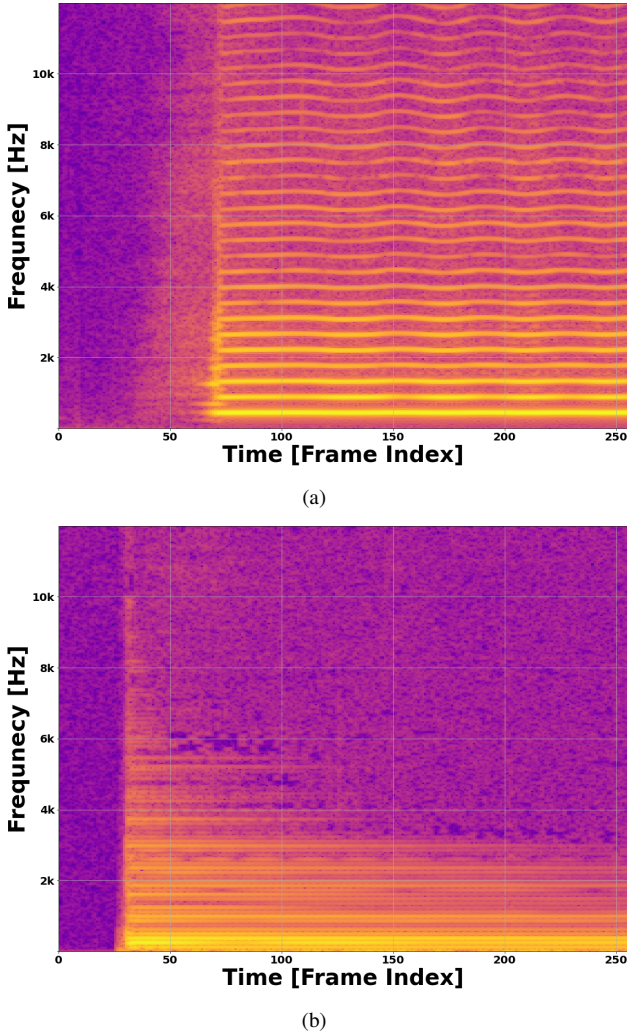 10k
8k
6k
4k
2k
0 50 100 150 200 250
Frequnecy [Hz]
Time [Frame Index]
(a)
10k
8k
6k
4k
2k
0 50 100 150 200 250
Frequnecy [Hz]
Time [Frame Index]
(b)